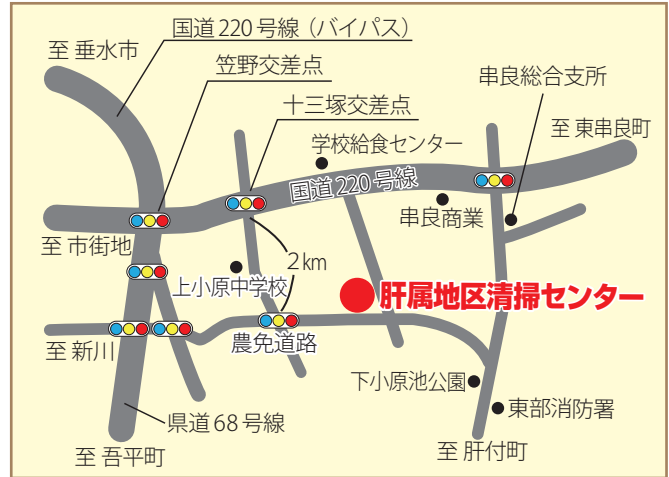 国道220号線（バイパス）
至 垂水市
笠野交差点
串良総合支所
十三塚交差点
至 東串良町
学校給食センター
国道220号線
串良商業
至 市街地
2km
上小原中学校
肝属地区清掃センター
農免道路
至 新川
下小原池公園
東部消防署
県道68号線
至 吾平町
至 肝付町